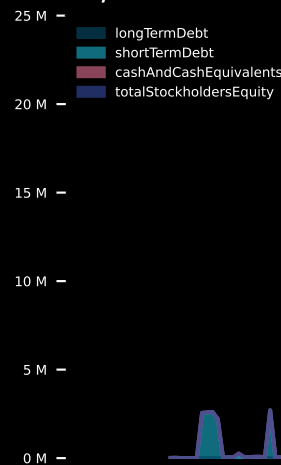 25 M
longTermDebt
shortTermDebt
cashAndCashEquivalents
totalStockholdersEquity
20 M
15 M
10 M
5 M
0 M